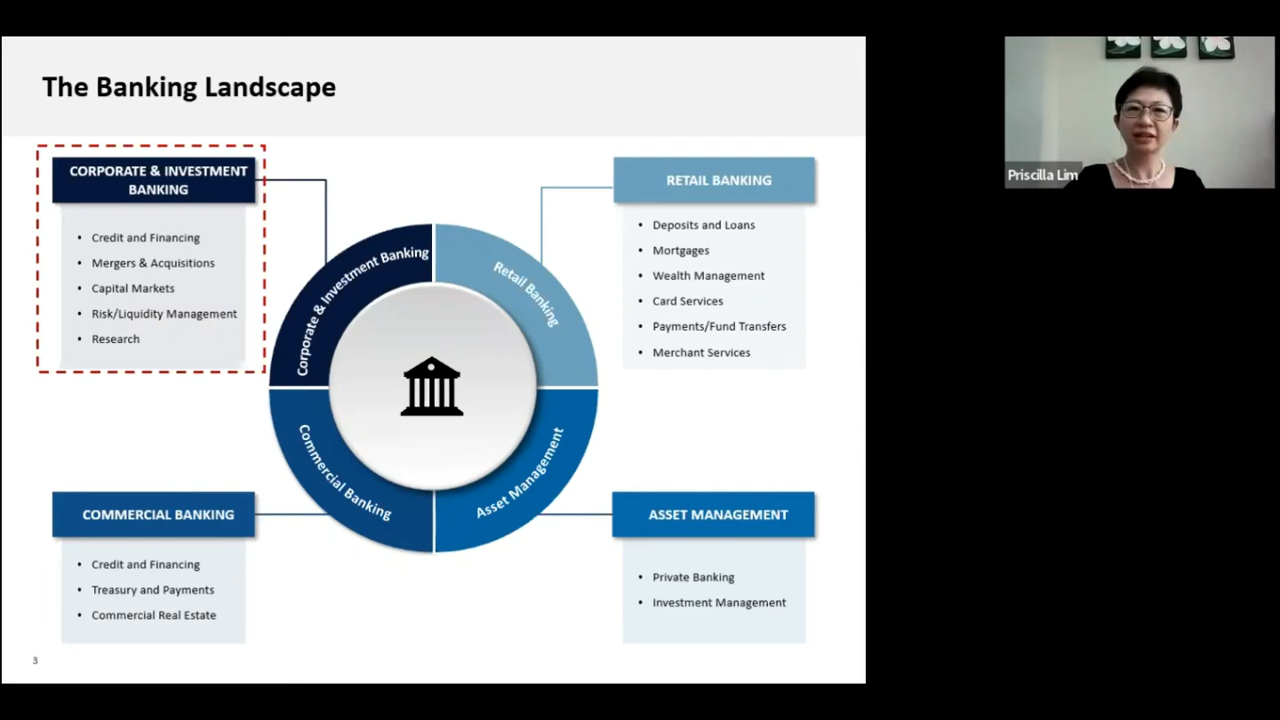 The Banking Landscape
CORPORATE & INVESTMENT
BANKING
• Credit and Financing
• Mergers & Acquisitions
• Capital Markets
• Risk/Liquidity Management
• Research
RETAIL BANKING
• Deposits and Loans
• Mortgages
• Wealth Management
• Card Services
• Payments/Fund Transfers
• Merchant Services
Corporate & Investment Banking
Retail Banking
Commercial Banking
Asset Management
COMMERCIAL BANKING
• Credit and Financing
• Treasury and Payments
• Commercial Real Estate
ASSET MANAGEMENT
• Private Banking
• Investment Management
3
Priscilla Lim